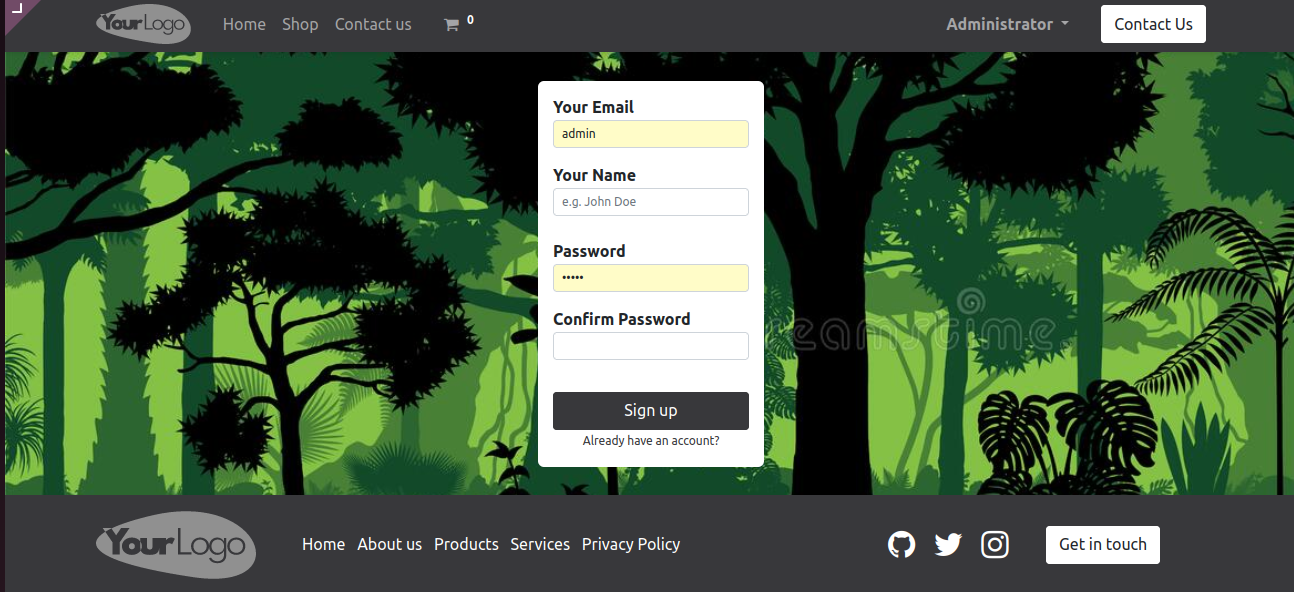 YourLogo Home Shop Contact us 0 Administrator Contact Us
Your Email
admin
Your Name
e.g. John Doe
Password
•••••
Confirm Password
Sign up
Already have an account?
dreamstime
YourLogo Home About us Products Services Privacy Policy Get in touch